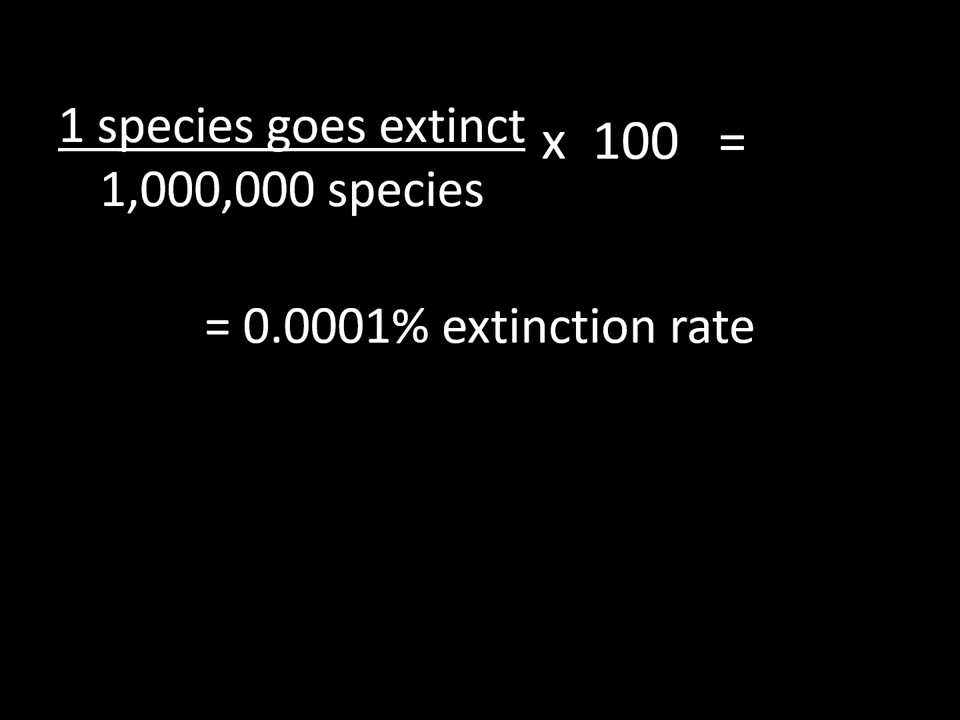 1 species goes extinct x 100 =
1,000,000 species
= 0.0001% extinction rate